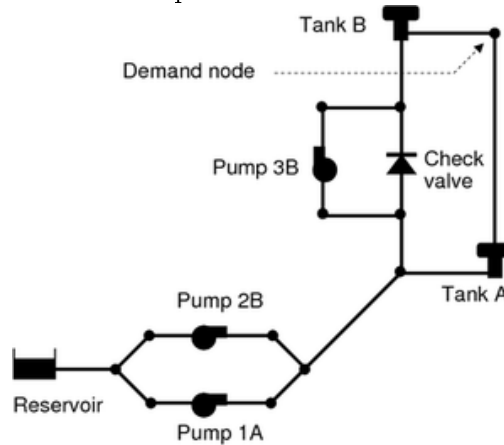 Tank B
Demand node
Pump 3B
Check
valve
Tank A
Pump 2B
Reservoir
Pump 1A